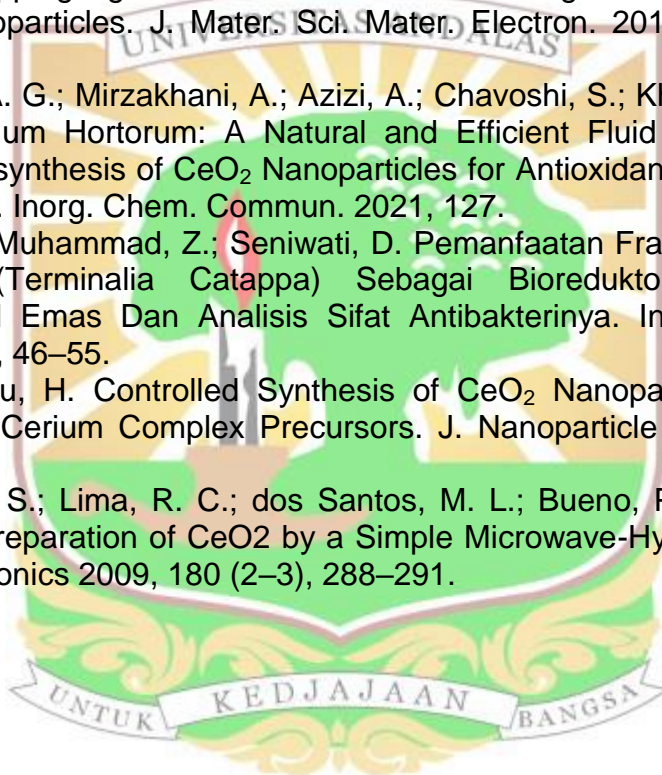 noparticles. J. Mater. Sci. Mater. Electron. 201
UNIVERSITAS ANDALAS
A. G.; Mirzakhani, A.; Azizi, A.; Chavoshi, S.; Kh
um Hortorum: A Natural and Efficient Fluid
synthesis of CeO₂ Nanoparticles for Antioxidan
. Inorg. Chem. Commun. 2021, 127.
Muhammad, Z.; Seniwati, D. Pemanfaatan Fra
(Terminalia Catappa) Sebagai Bioredukto
Emas Dan Analisis Sifat Antibakterinya. In
, 46–55.
u, H. Controlled Synthesis of CeO₂ Nanopa
Cerium Complex Precursors. J. Nanoparticle
S.; Lima, R. C.; dos Santos, M. L.; Bueno, P
reparation of CeO2 by a Simple Microwave-Hy
onics 2009, 180 (2–3), 288–291.
UNTUK KEDJAJAAN BANGSA